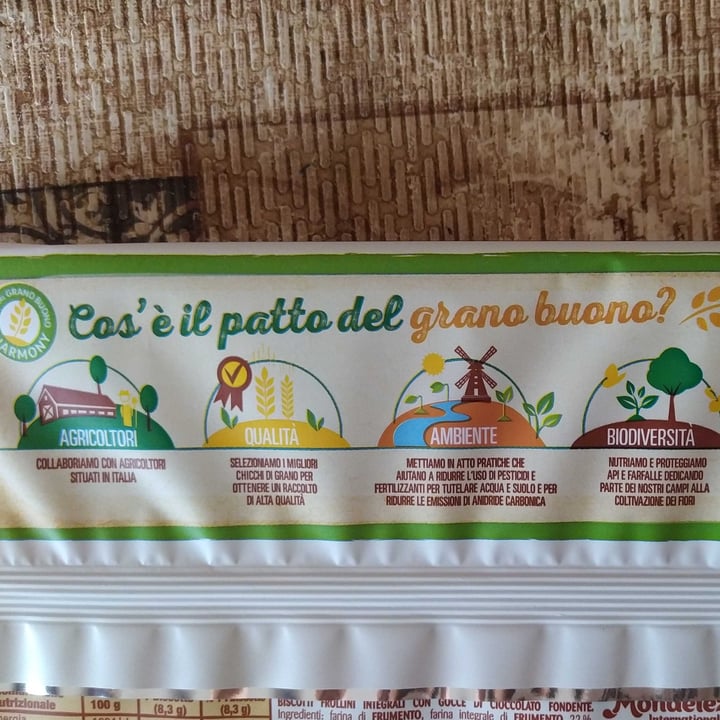 GRANO BUONO
HARMONY
Cos'è il patto del grano buono?
AGRICOLTORI
COLLABORIAMO CON AGRICOLTORI
SITUATI IN ITALIA
QUALITÀ
SELEZIONIAMO I MIGLIORI
CHICCHI DI GRANO PER
OTTENERE UN RACCOLTO
DI ALTA QUALITÀ
AMBIENTE
METTIAMO IN ATTO PRATICHE CHE
AIUTANO A RIDURRE L'USO DI PESTICIDI E
FERTILIZZANTI PER TUTELARE ACQUA E SUOLO E PER
RIDURRE LE EMISSIONI DI ANIDRIDE CARBONICA
BIODIVERSITÀ
NUTRIAMO E PROTEGGIAMO
API E FARFALLE DEDICANDO
PARTE DEI NOSTRI CAMPI ALLA
COLTIVAZIONE DEI FIORI
100 g
(8,3 g)
(8,3 g)
BISCOTTI FROLLINI INTEGRALI CON GOCCE DI CIOCCOLATO FONDENTE.
Ingredienti: farina di FRUMENTO, farina integrale di FRUMENTO 22%
Mondelez
International